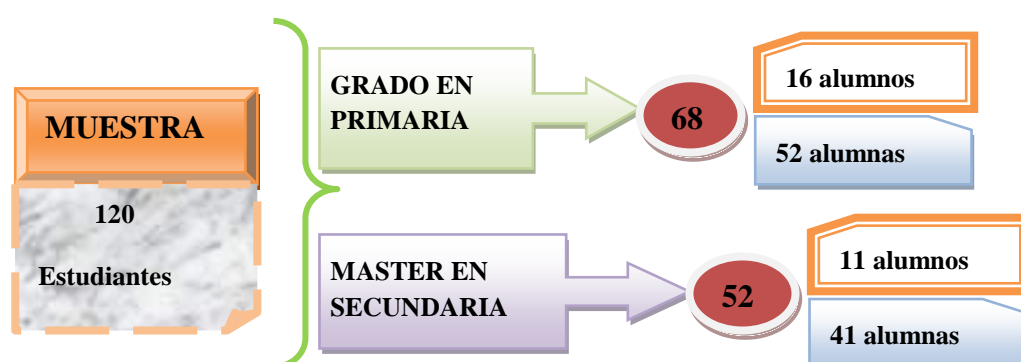 MUESTRA
120
Estudiantes
GRADO EN
PRIMARIA
68
16 alumnos
52 alumnas
MASTER EN
SECUNDARIA
52
11 alumnos
41 alumnas